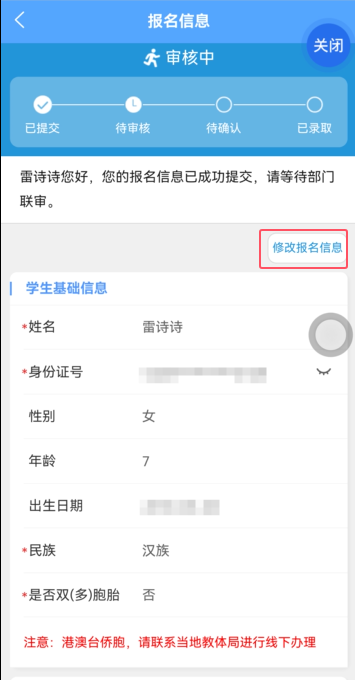 报名信息
关闭
审核中
已提交
待审核
待确认
已录取
雷诗诗您好，您的报名信息已成功提交，请等待部门
联审。
修改报名信息
学生基础信息
*姓名 雷诗诗
*身份证号
性别 女
年龄 7
出生日期
*民族 汉族
*是否双(多)胞胎 否
注意：港澳台侨胞，请联系当地教体局进行线下办理